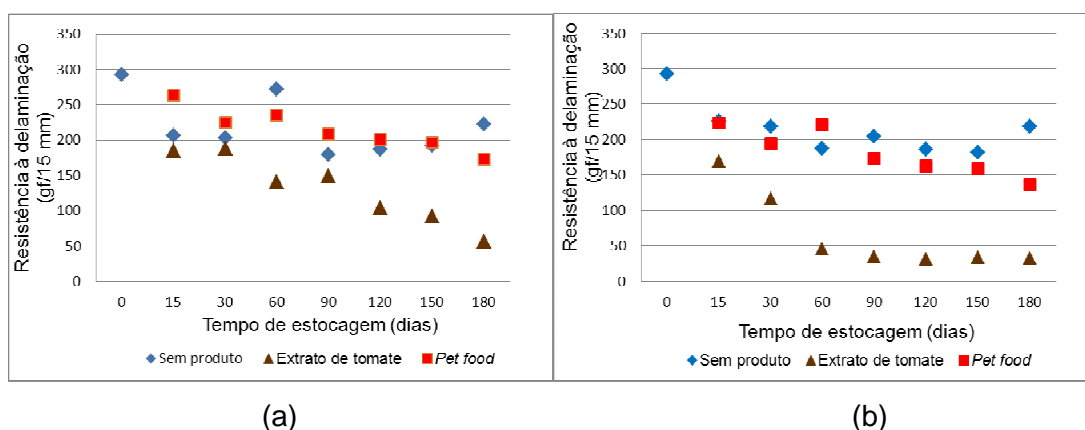 Resistência à delaminação
(gf/15 mm)
350
300
250
200
150
100
50
0
0 15 30 60 90 120 150 180
Tempo de estocagem (dias)
Sem produto Extrato de tomate Pet food
(a)
Resistência à delaminação
(gf/15 mm)
350
300
250
200
150
100
50
0
0 15 30 60 90 120 150 180
Tempo de estocagem (dias)
Sem produto Extrato de tomate Pet food
(b)